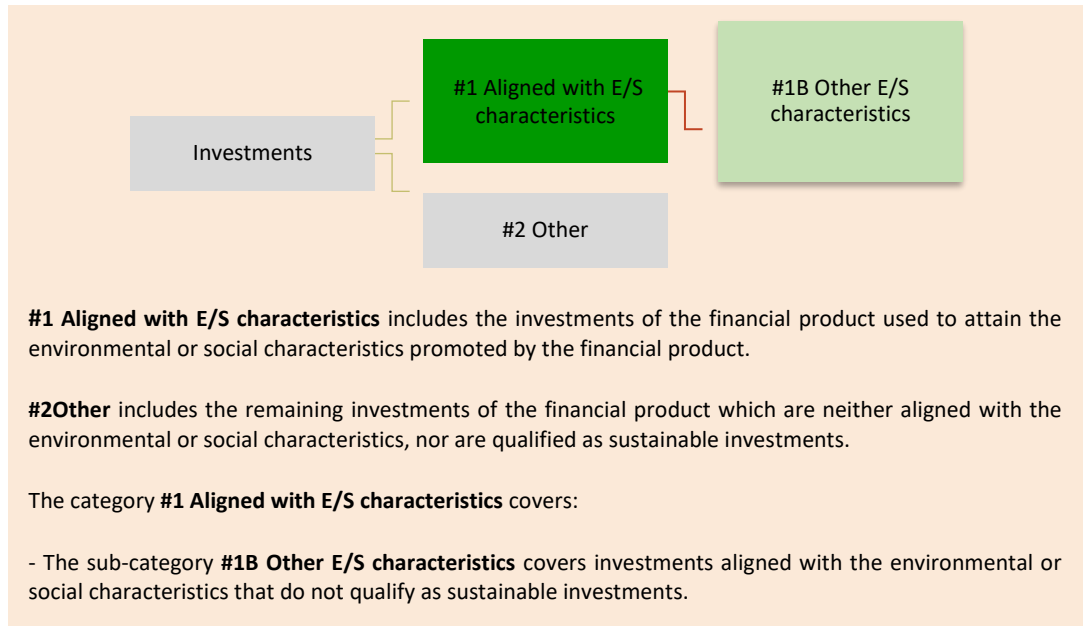 #1 Aligned with E/S
characteristics
#1B Other E/S
characteristics
Investments
#2 Other
#1 Aligned with E/S characteristics includes the investments of the financial product used to attain the
environmental or social characteristics promoted by the financial product.
#2Other includes the remaining investments of the financial product which are neither aligned with the
environmental or social characteristics, nor are qualified as sustainable investments.
The category #1 Aligned with E/S characteristics covers:
- The sub-category #1B Other E/S characteristics covers investments aligned with the environmental or
social characteristics that do not qualify as sustainable investments.